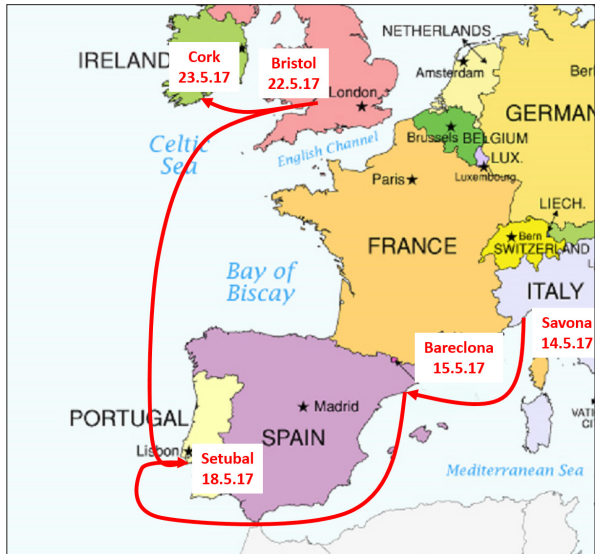 NETHERLANDS
IRELAND
Cork
23.5.17
Bristol
22.5.17
Amsterdam
London
GERMAN
Celtic
Sea
English Channel
Brussels
BELGIUM
LUX.
Paris
Luxembourg
LIECH.
Bern
SWITZERLAND
FRANCE
Bay of
Biscay
ITALY
Savona
14.5.17
Bareclona
15.5.17
PORTUGAL
Madrid
SPAIN
Lisbon
Setubal
18.5.17
Mediterranean Sea